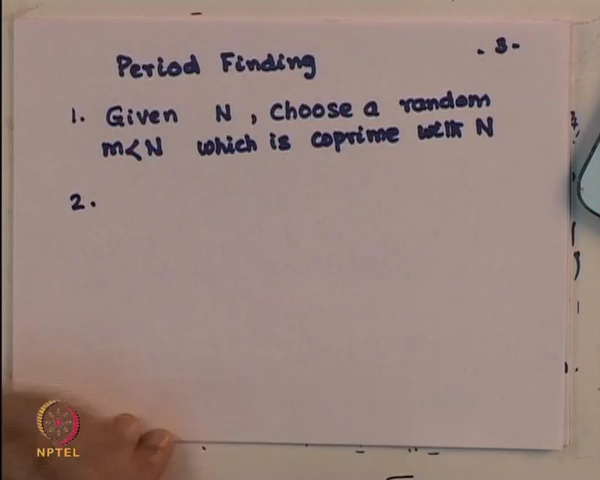 - 3 -
Period Finding
1. Given N, choose a random
m < N which is coprime with N
2.
NPTEL